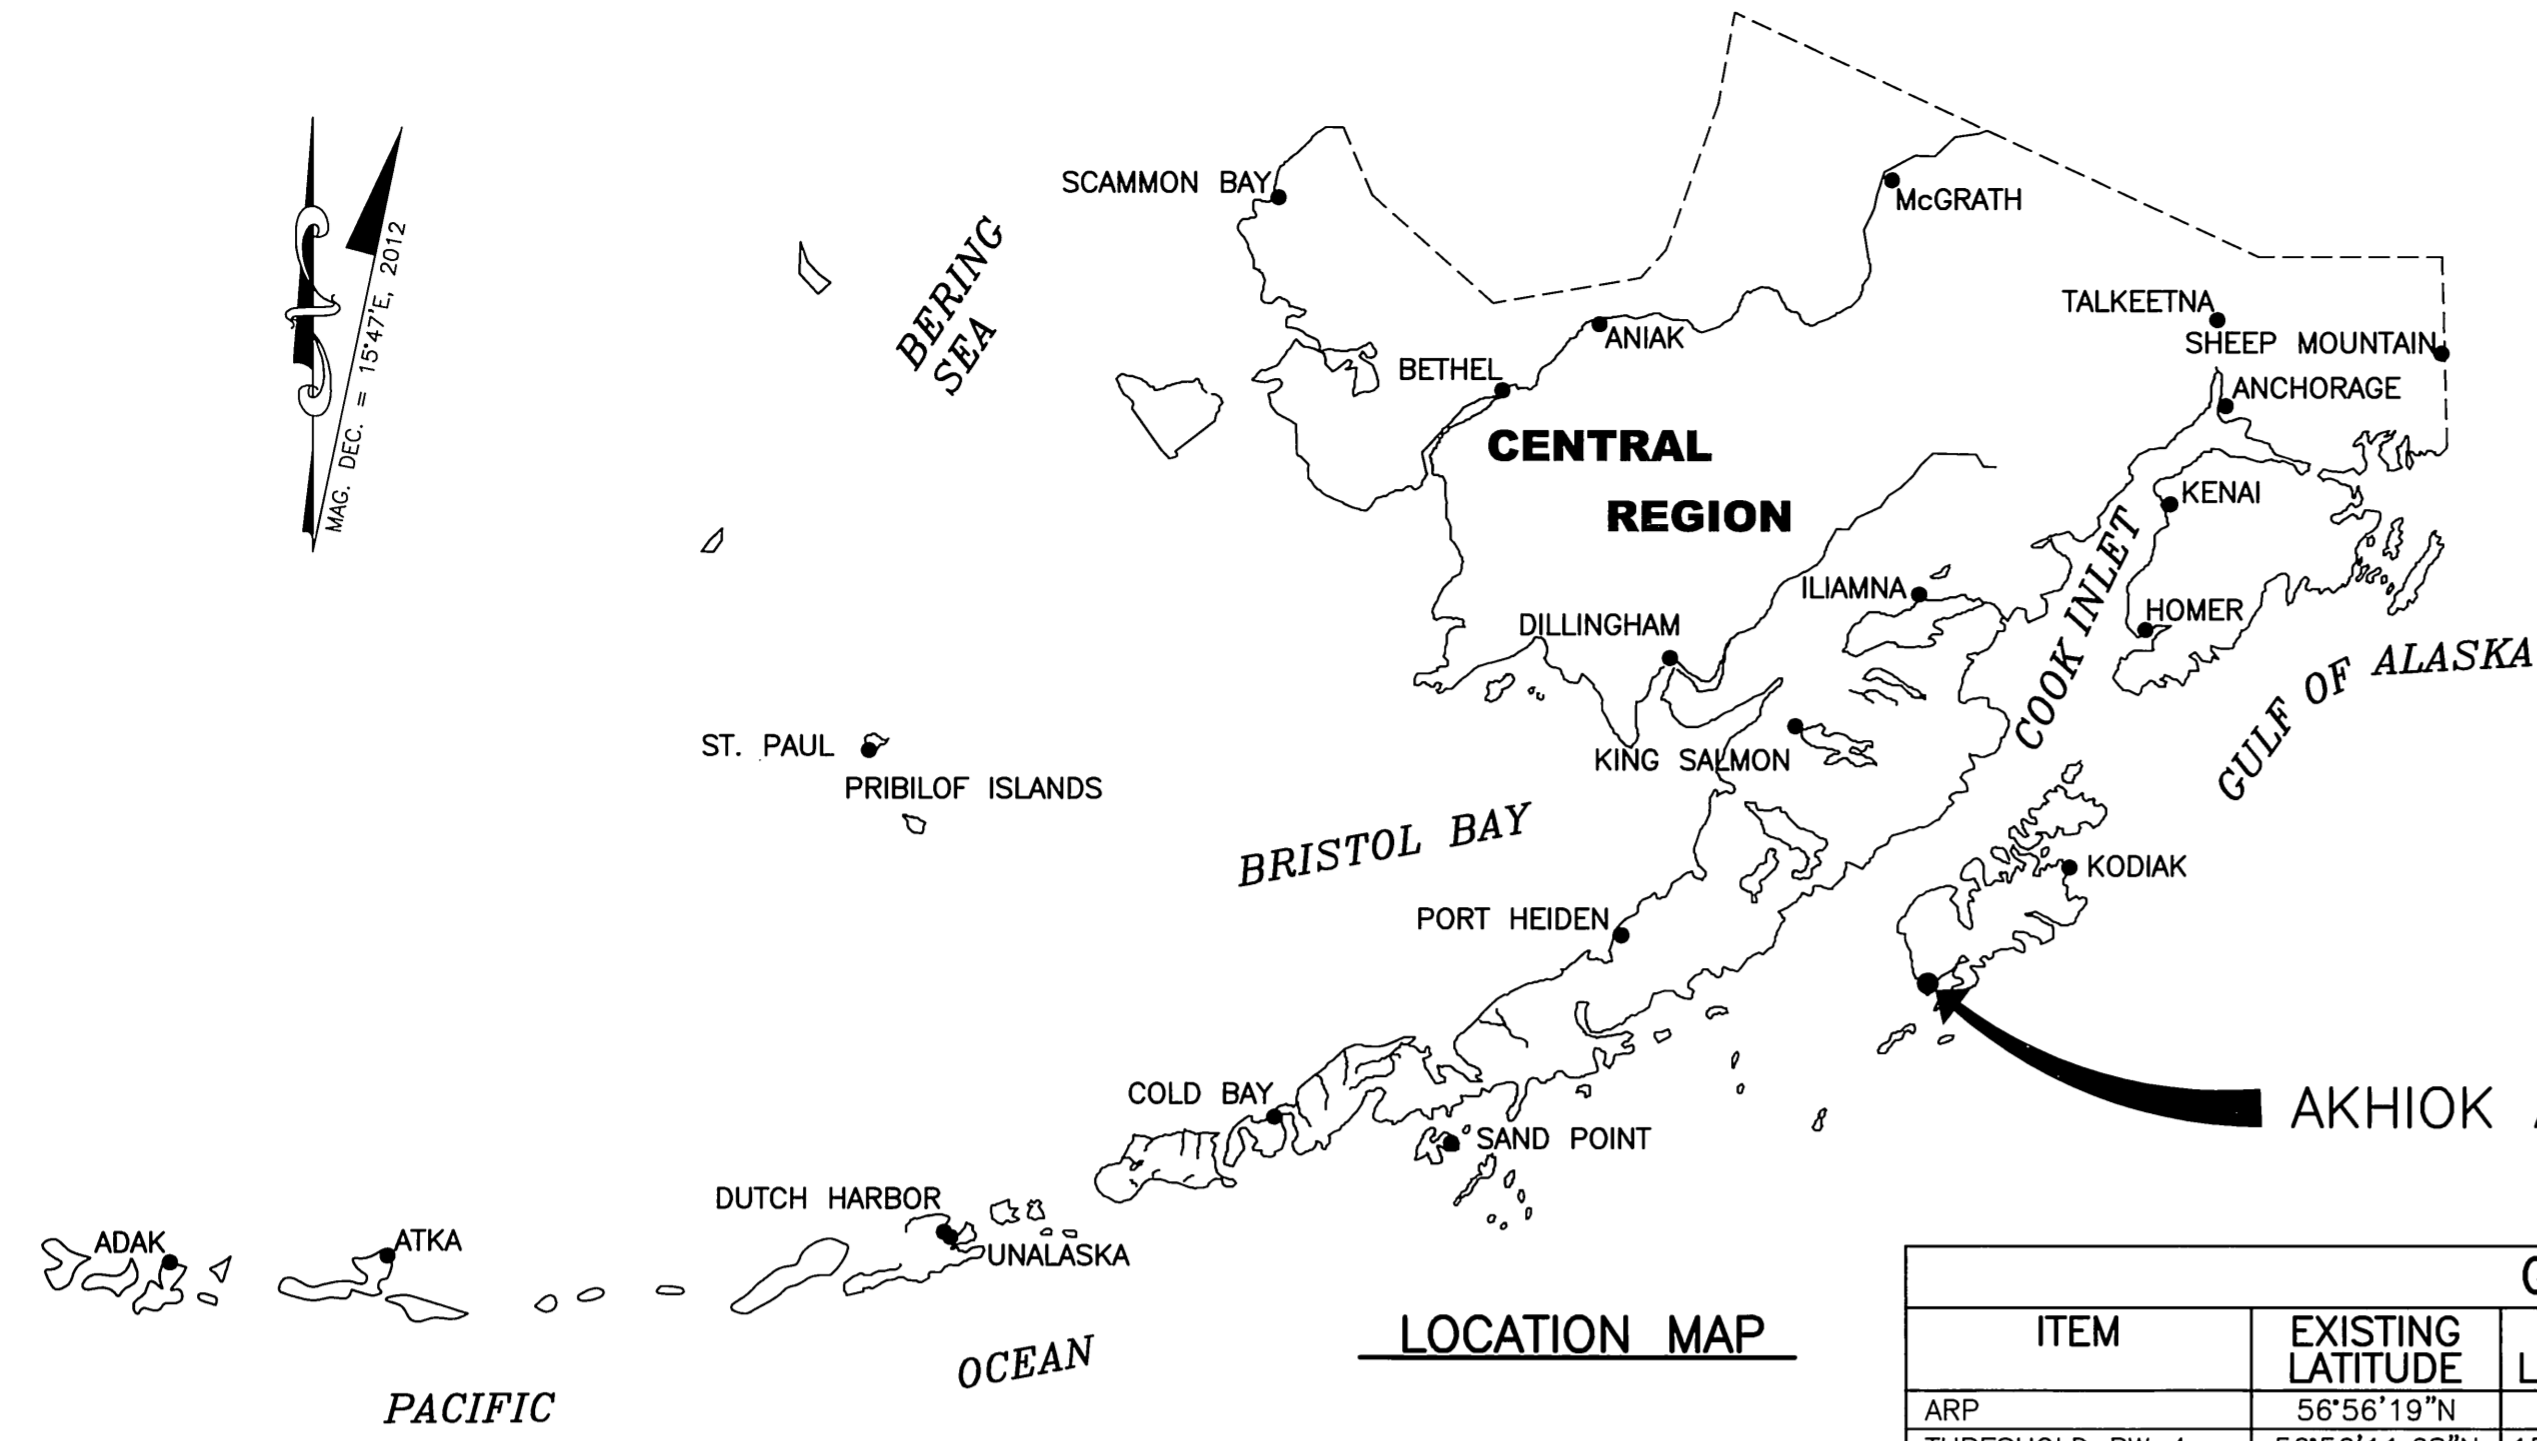 SCAMMON BAY
McGRATH
MAG. DEC. = 15°47'E, 2012
BERING
SEA
TALKEETNA
ANIAK
SHEEP MOUNTAIN
BETHEL
ANCHORAGE
CENTRAL
REGION
KENAI
COOK INLET
ILIAMNA
HOMER
DILLINGHAM
GULF OF ALASKA
ST. PAUL
KING SALMON
PRIBILOF ISLANDS
BRISTOL BAY
KODIAK
PORT HEIDEN
COLD BAY
AKHIOK
SAND POINT
DUTCH HARBOR
ADAK
ATKA
UNALASKA
LOCATION MAP
OCEAN
PACIFIC
ITEM
EXISTING
LATITUDE
ARP
56°56'19"N